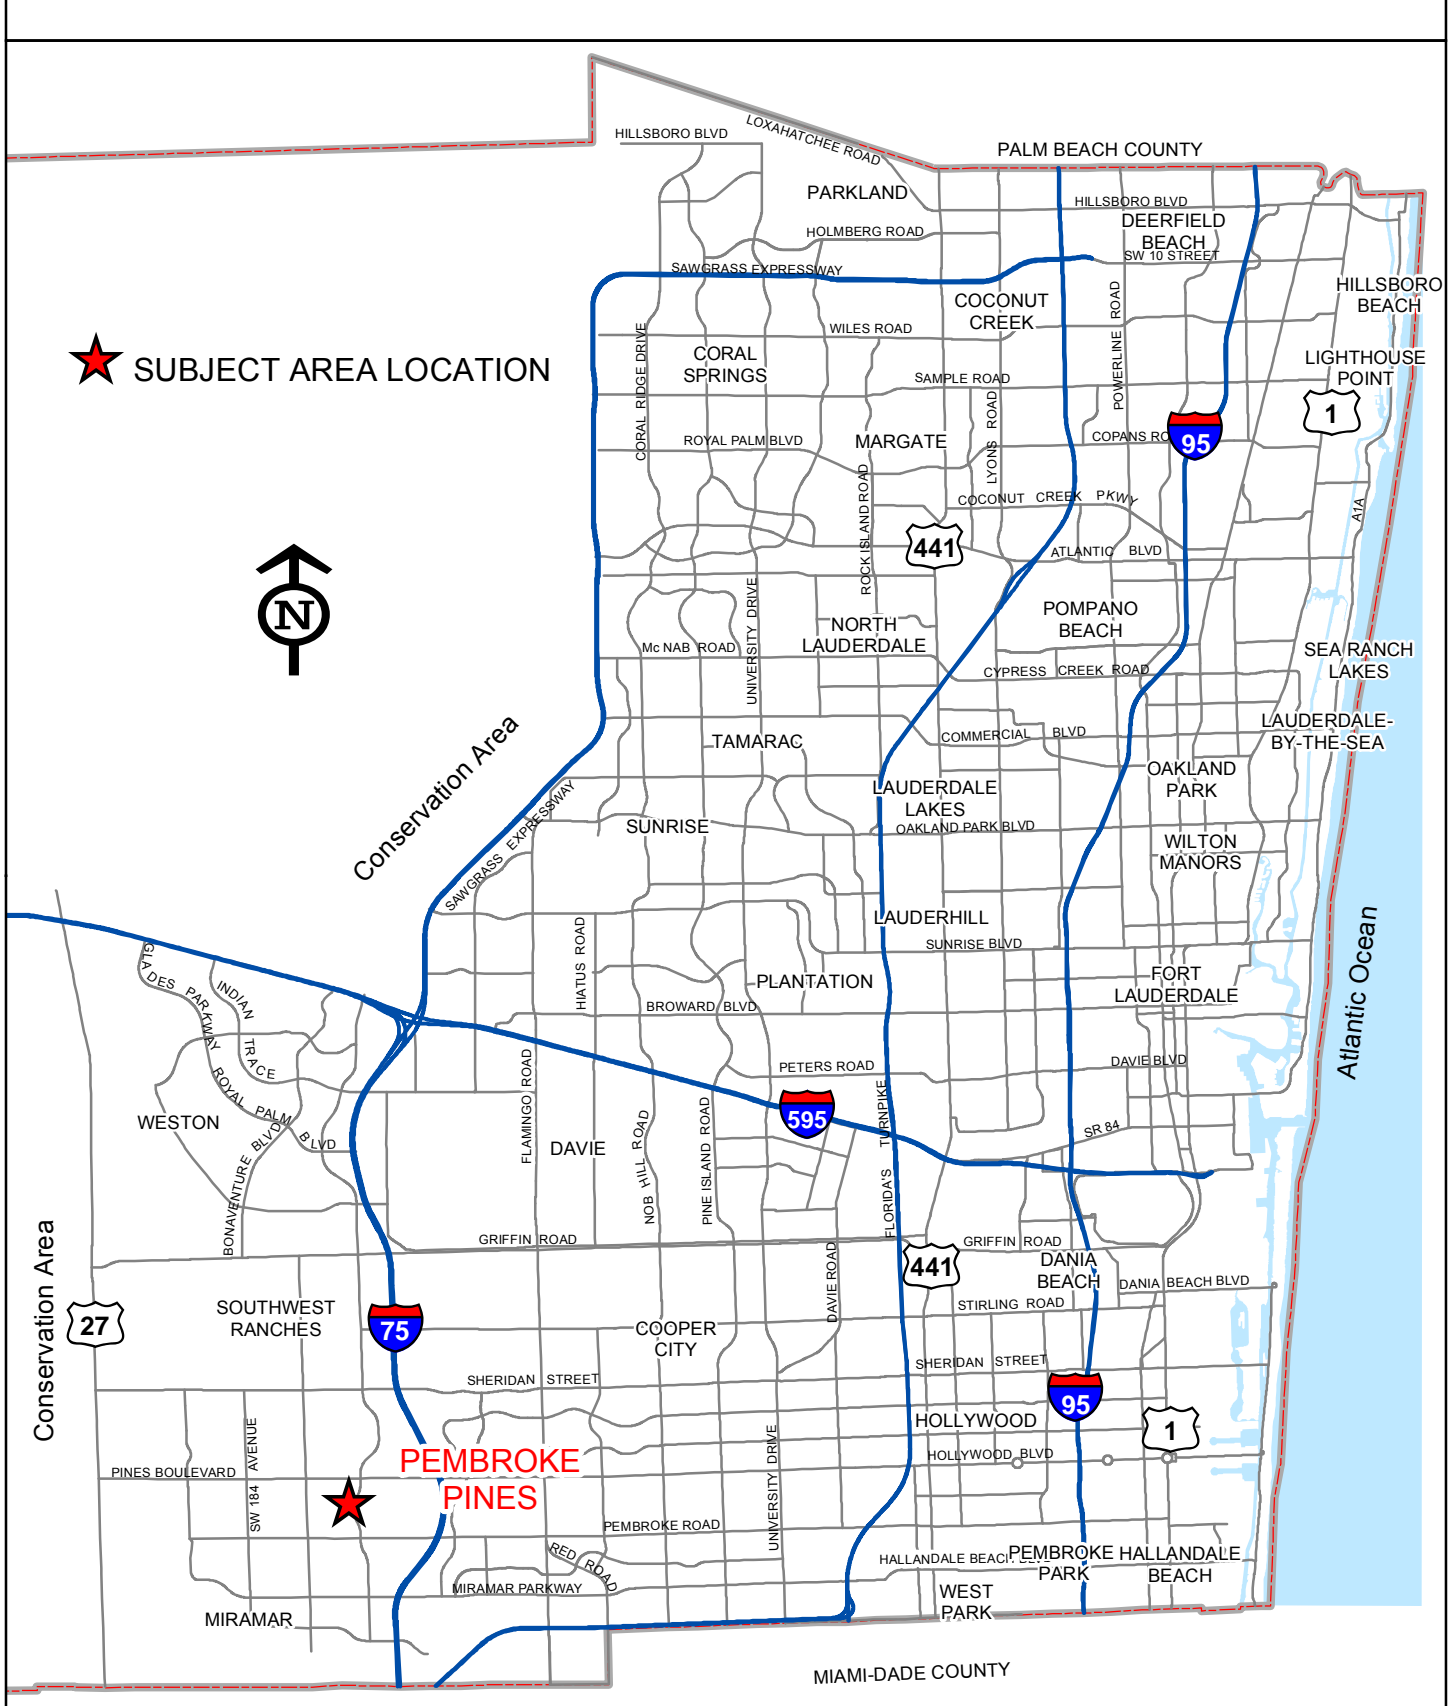 HILLSBORO BLVD
LOXAHATCHEE ROAD
PALM BEACH COUNTY
PARKLAND
HILLSBORO BLVD
DEERFIELD
BEACH
HOLMBERG ROAD
SW 10 STREET
SAWGRASS EXPRESSWAY
HILLSBORO
BEACH
COCONUT
CREEK
POWERLINE ROAD
WILES ROAD
CORAL RIDGE DRIVE
CORAL
SPRINGS
LIGHTHOUSE
POINT
SUBJECT AREA LOCATION
SAMPLE ROAD
1
LYONS ROAD
ROYAL PALM BLVD
MARGATE
COPANS RO
95
ROCK ISLAND ROAD
COCONUT CREEK PKWY
A1A
441
ATLANTIC BLVD
N
UNIVERSITY DRIVE
POMPANO
BEACH
NORTH
LAUDERDALE
Mc NAB ROAD
SEA RANCH
LAKES
CYPRESS CREEK ROAD
LAUDERDALE-
BY-THE-SEA
COMMERCIAL BLVD
TAMARAC
Conservation Area
OAKLAND
PARK
LAUDERDALE
LAKES
SAWGRASS EXPRESSWAY
SUNRISE
OAKLAND PARK BLVD
WILTON
MANORS
LAUDERHILL
HIATUS ROAD
SUNRISE BLVD
Atlantic Ocean
GLADES PARKWAY
INDIAN TRACE
PLANTATION
FORT
LAUDERDALE
BROWARD BLVD
PETERS ROAD
DAVIE BLVD
FLAMINGO ROAD
ROYAL PALM BLVD
595
WESTON
BONAVENTURE BLVD
DAVIE
NOB HILL ROAD
PINE ISLAND ROAD
FLORIDA'S TURNPIKE
SR 84
GRIFFIN ROAD
GRIFFIN ROAD
Conservation Area
DAVIE ROAD
441
DANIA
BEACH
DANIA BEACH BLVD
27
SOUTHWEST
RANCHES
75
COOPER
CITY
STIRLING ROAD
SHERIDAN STREET
SHERIDAN STREET
95
HOLLYWOOD
1
SW 184 AVENUE
UNIVERSITY DRIVE
PEMBROKE
PINES
HOLLYWOOD BLVD
PINES BOULEVARD
PEMBROKE ROAD
RED ROAD
HALLANDALE BEACH
PEMBROKE
PARK
HALLANDALE
BEACH
MIRAMAR PARKWAY
WEST
PARK
MIRAMAR
MIAMI-DADE COUNTY